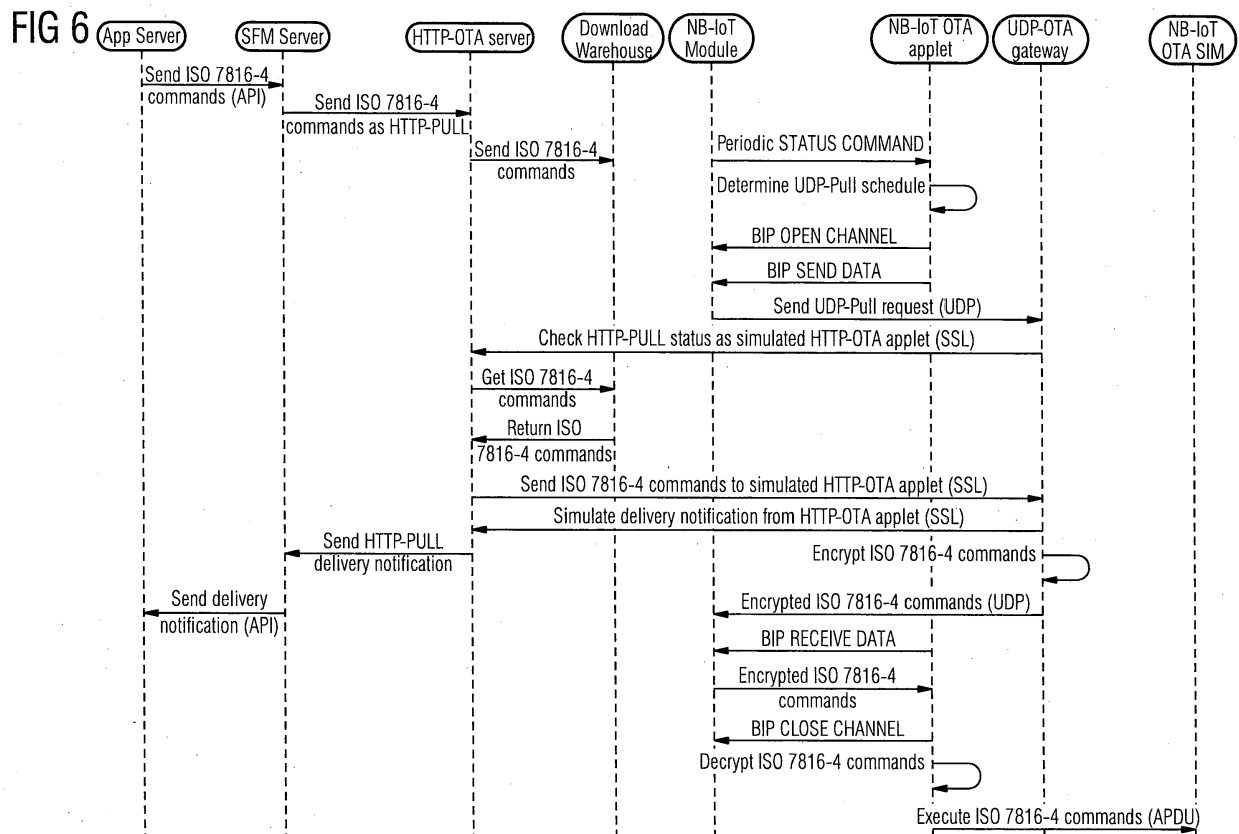 FIG 6
App Server
SFM Server
HTTP-OTA server
Download
Warehouse
NB-IoT
Module
NB-IoT OTA
applet
UDP-OTA
gateway
NB-IoT
OTA SIM
Send ISO 7816-4
commands (API)
Send ISO 7816-4
commands as HTTP-PULL
Send ISO 7816-4
commands
Periodic STATUS COMMAND
Determine UDP-Pull schedule
BIP OPEN CHANNEL
BIP SEND DATA
Send UDP-Pull request (UDP)
Check HTTP-PULL status as simulated HTTP-OTA applet (SSL)
Get ISO 7816-4
commands
Return ISO
7816-4 commands
Send ISO 7816-4 commands to simulated HTTP-OTA applet (SSL)
Simulate delivery notification from HTTP-OTA applet (SSL)
Send HTTP-PULL
delivery notification
Encrypt ISO 7816-4 commands
Send delivery
notification (API)
Encrypted ISO 7816-4 commands (UDP)
BIP RECEIVE DATA
Encrypted ISO 7816-4
commands
BIP CLOSE CHANNEL
Decrypt ISO 7816-4 commands
Execute ISO 7816-4 commands (APDU)